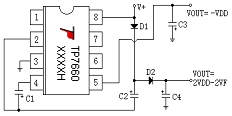 V+
VOUT= -VDD
1
8
D1
C3
2
7
TP7660
XXXXH
3
6
D2
VOUT=
2VDD-2VF
4
5
C1
C2
C4